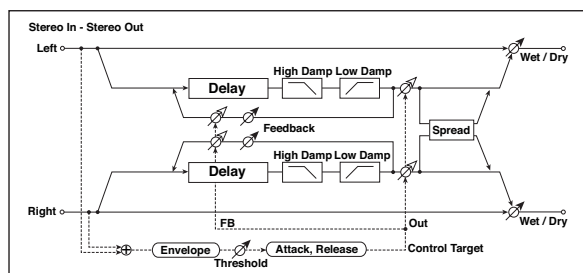 Stereo In - Stereo Out
Left
Wet / Dry
High Damp Low Damp
Delay
Feedback
Spread
High Damp Low Damp
Delay
Right
Wet / Dry
FB
Out
Envelope
Threshold
Attack, Release
Control Target